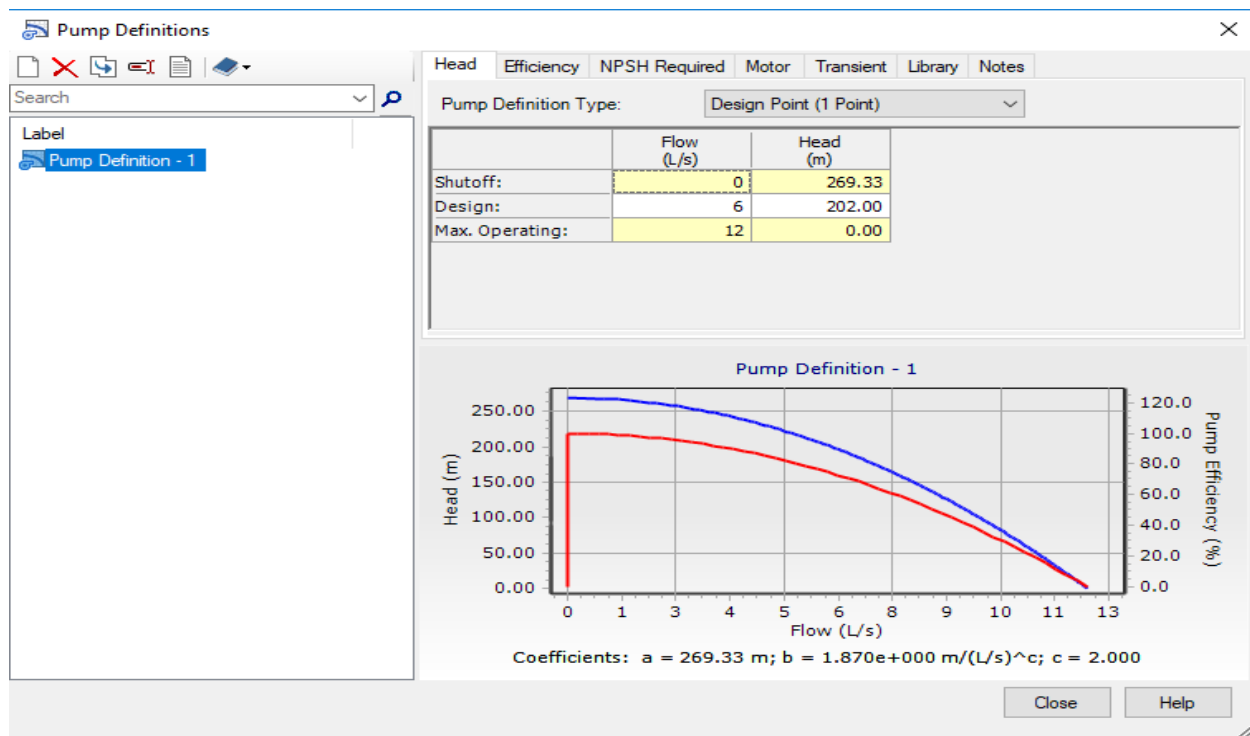 Pump Definitions
Search
Label
Pump Definition - 1
Head Efficiency NPSH Required Motor Transient Library Notes
Pump Definition Type: Design Point (1 Point)
Flow (L/s) Head (m)
Shutoff: 0 269.33
Design: 6 202.00
Max. Operating: 12 0.00
Pump Definition - 1
Head (m)
250.00
200.00
150.00
100.00
50.00
0.00
120.0
100.0
80.0
60.0
40.0
20.0
0.0
Pump Efficiency (%)
0 1 3 4 5 6 8 9 10 11 13
Flow (L/s)
Coefficients: a = 269.33 m; b = 1.870e+000 m/(L/s)^c; c = 2.000
Close Help